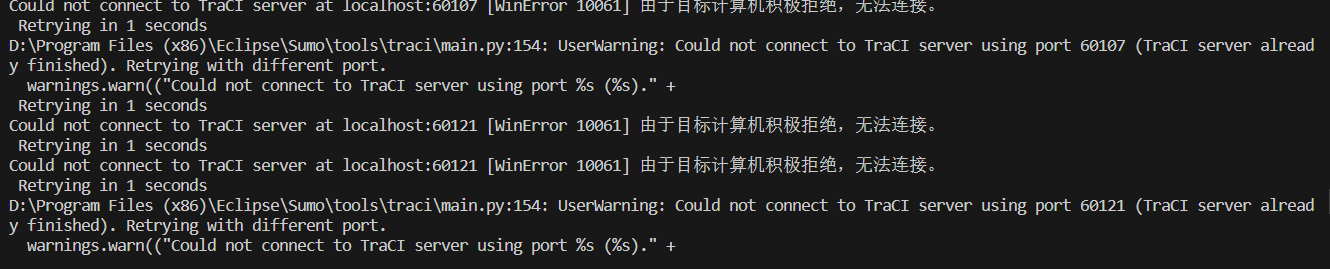 Could not connect to TraCI server at localhost:60107 [WinError 10061] 由于目标计算机积极拒绝，无法连接。
 Retrying in 1 seconds
D:\Program Files (x86)\Eclipse\Sumo\tools\traci\main.py:154: UserWarning: Could not connect to TraCI server using port 60107 (TraCI server alread
y finished). Retrying with different port.
  warnings.warn(("Could not connect to TraCI server using port %s (%s)." +
 Retrying in 1 seconds
Could not connect to TraCI server at localhost:60121 [WinError 10061] 由于目标计算机积极拒绝，无法连接。
 Retrying in 1 seconds
Could not connect to TraCI server at localhost:60121 [WinError 10061] 由于目标计算机积极拒绝，无法连接。
 Retrying in 1 seconds
D:\Program Files (x86)\Eclipse\Sumo\tools\traci\main.py:154: UserWarning: Could not connect to TraCI server using port 60121 (TraCI server alread
y finished). Retrying with different port.
  warnings.warn(("Could not connect to TraCI server using port %s (%s)." +